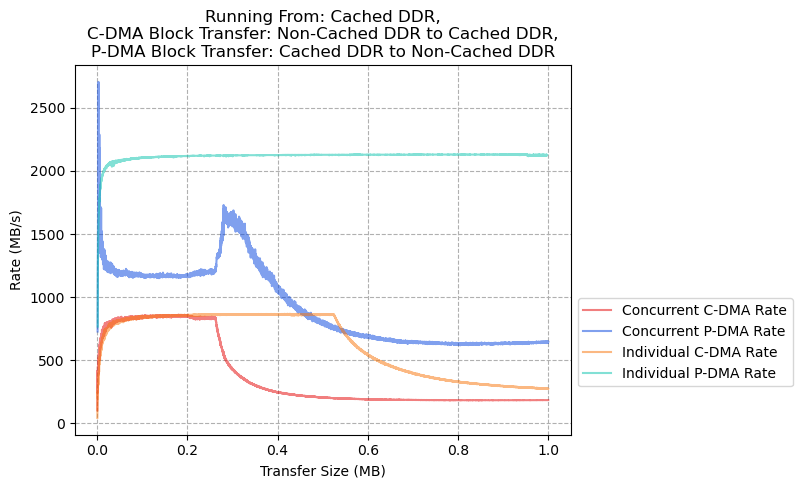 Running From: Cached DDR,
C-DMA Block Transfer: Non-Cached DDR to Cached DDR,
P-DMA Block Transfer: Cached DDR to Non-Cached DDR
2500
2000
1500
1000
500
0
Rate (MB/s)
0.0 0.2 0.4 0.6 0.8 1.0
Transfer Size (MB)
Concurrent C-DMA Rate
Concurrent P-DMA Rate
Individual C-DMA Rate
Individual P-DMA Rate